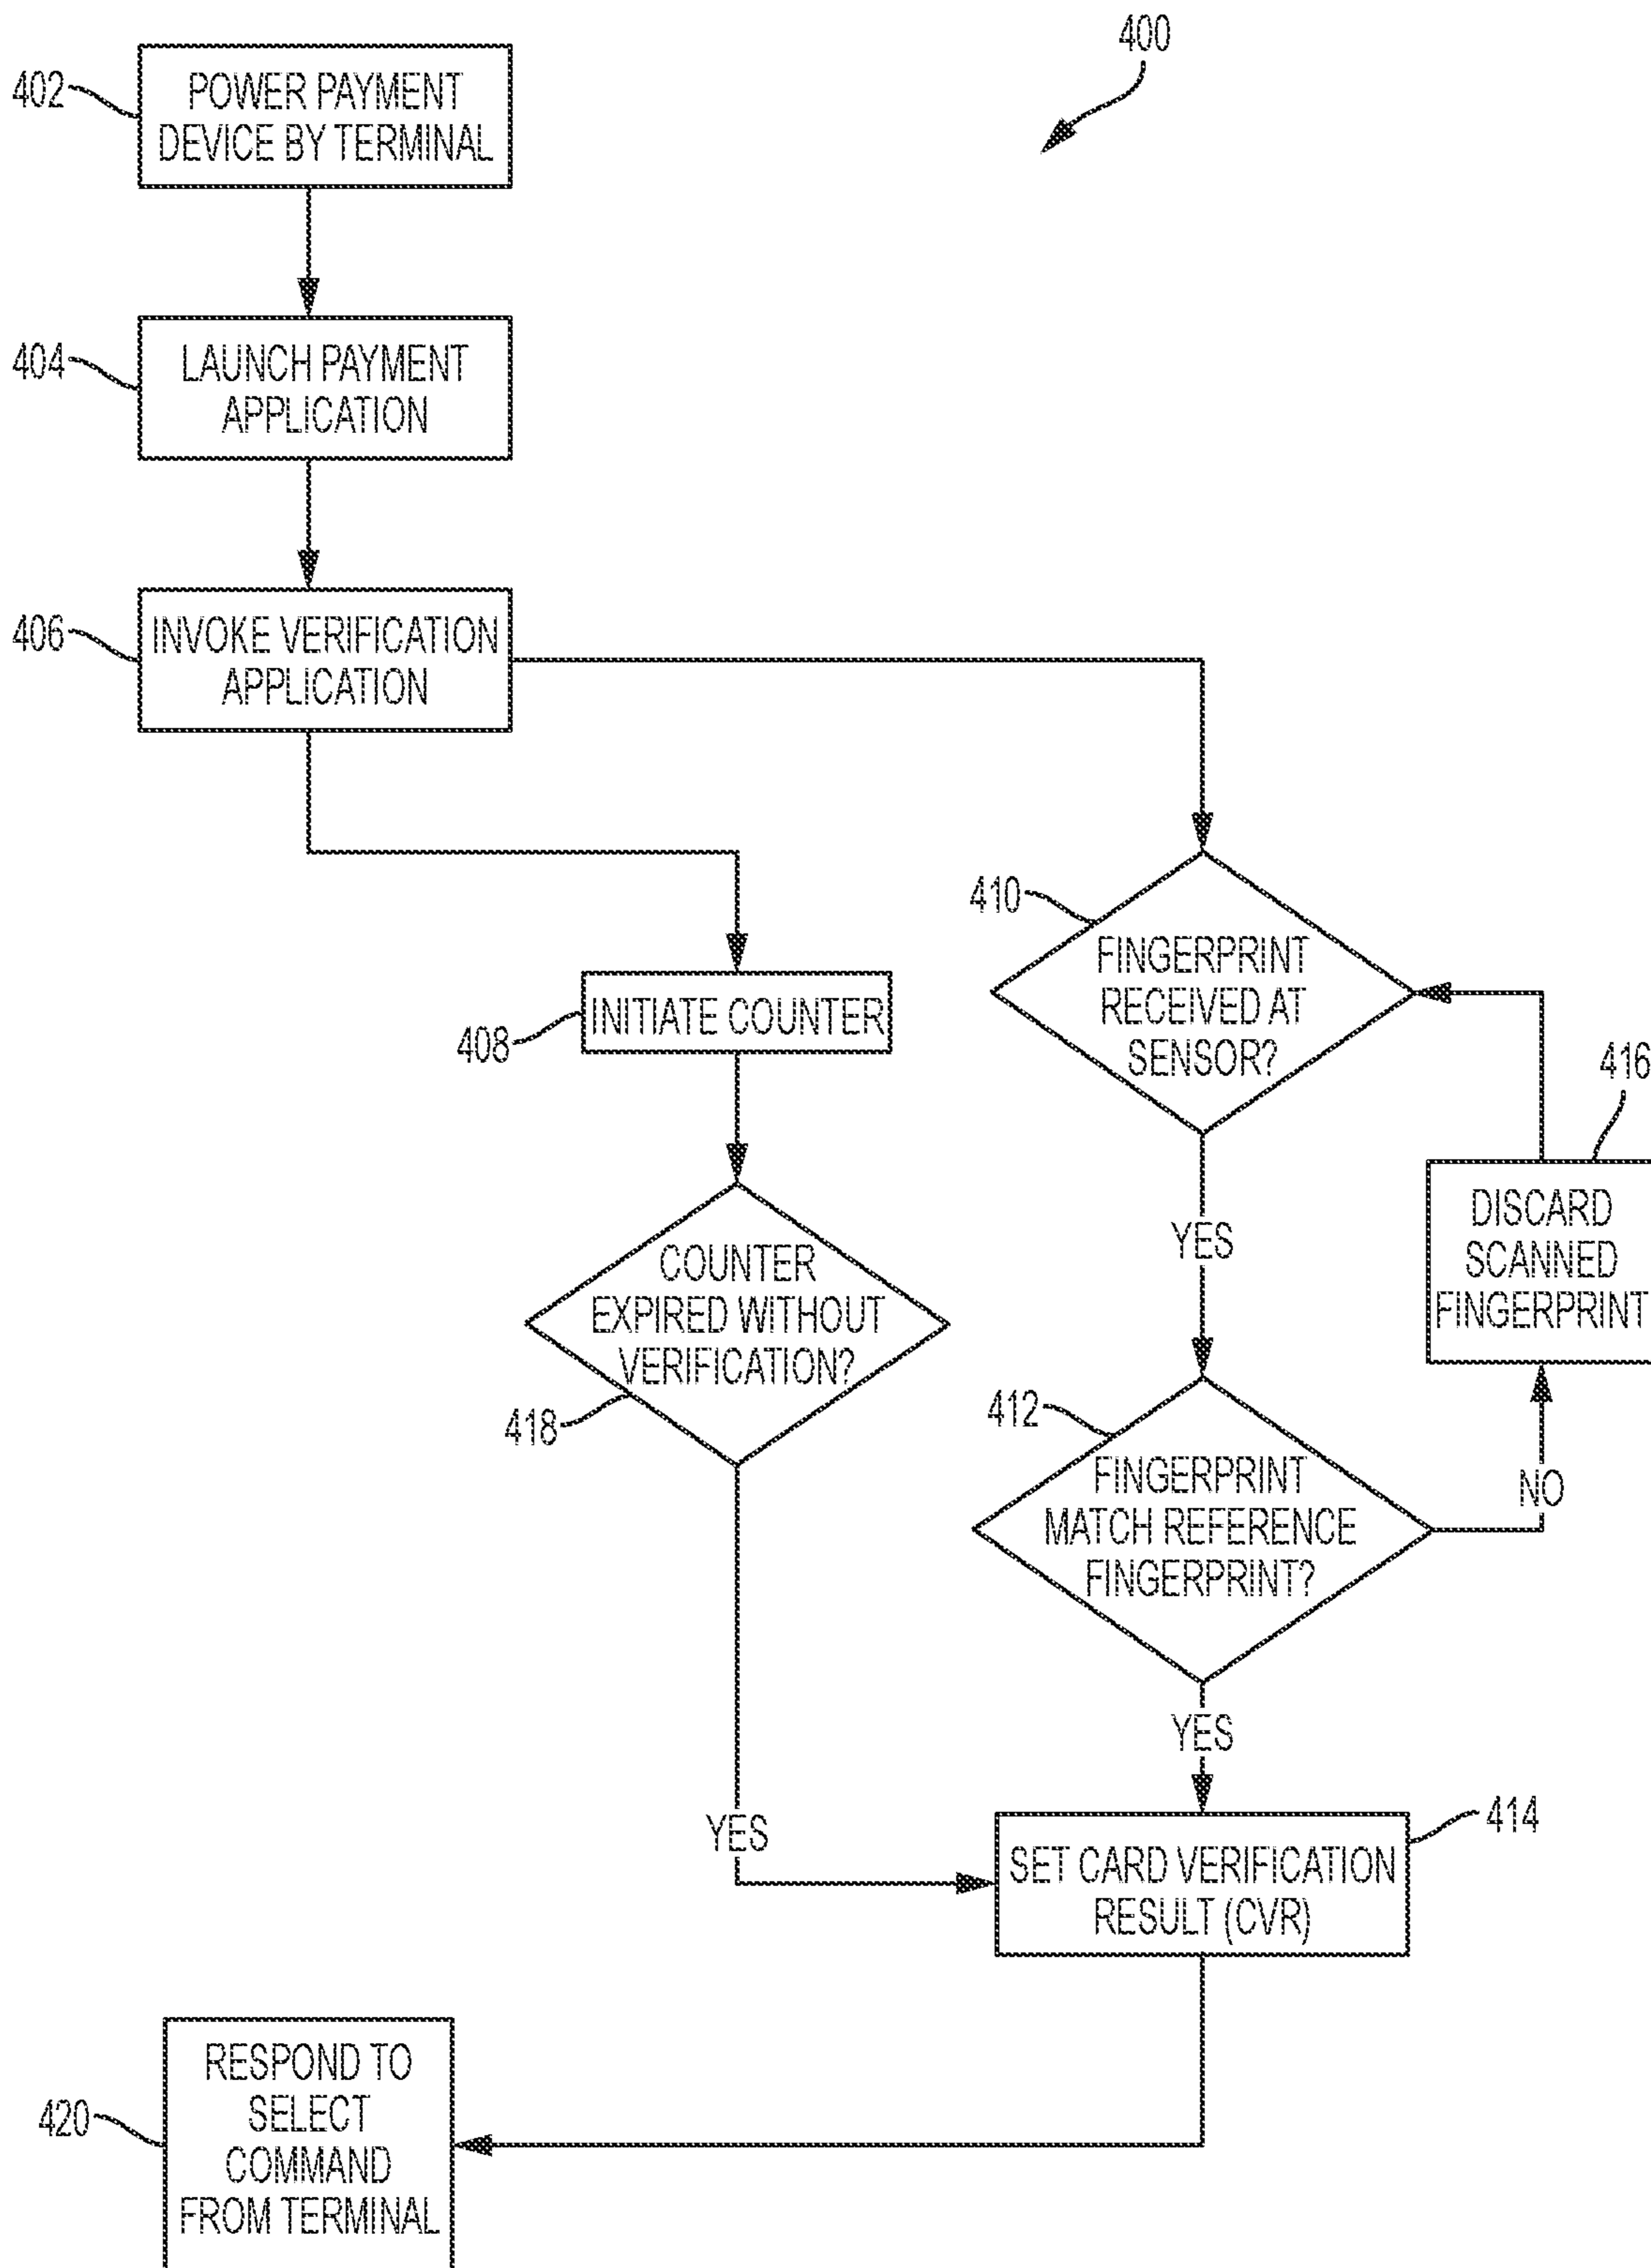 400
402
POWER PAYMENT
DEVICE BY TERMINAL
404
LAUNCH PAYMENT
APPLICATION
406
INVOKE VERIFICATION
APPLICATION
410
FINGERPRINT
RECEIVED AT
SENSOR?
408
INITIATE COUNTER
416
DISCARD
SCANNED
FINGERPRINT
YES
COUNTER
EXPIRED WITHOUT
VERIFICATION?
418
412
FINGERPRINT
MATCH REFERENCE
FINGERPRINT?
NO
YES
YES
414
SET CARD VERIFICATION
RESULT (CVR)
420
RESPOND TO
SELECT
COMMAND
FROM TERMINAL